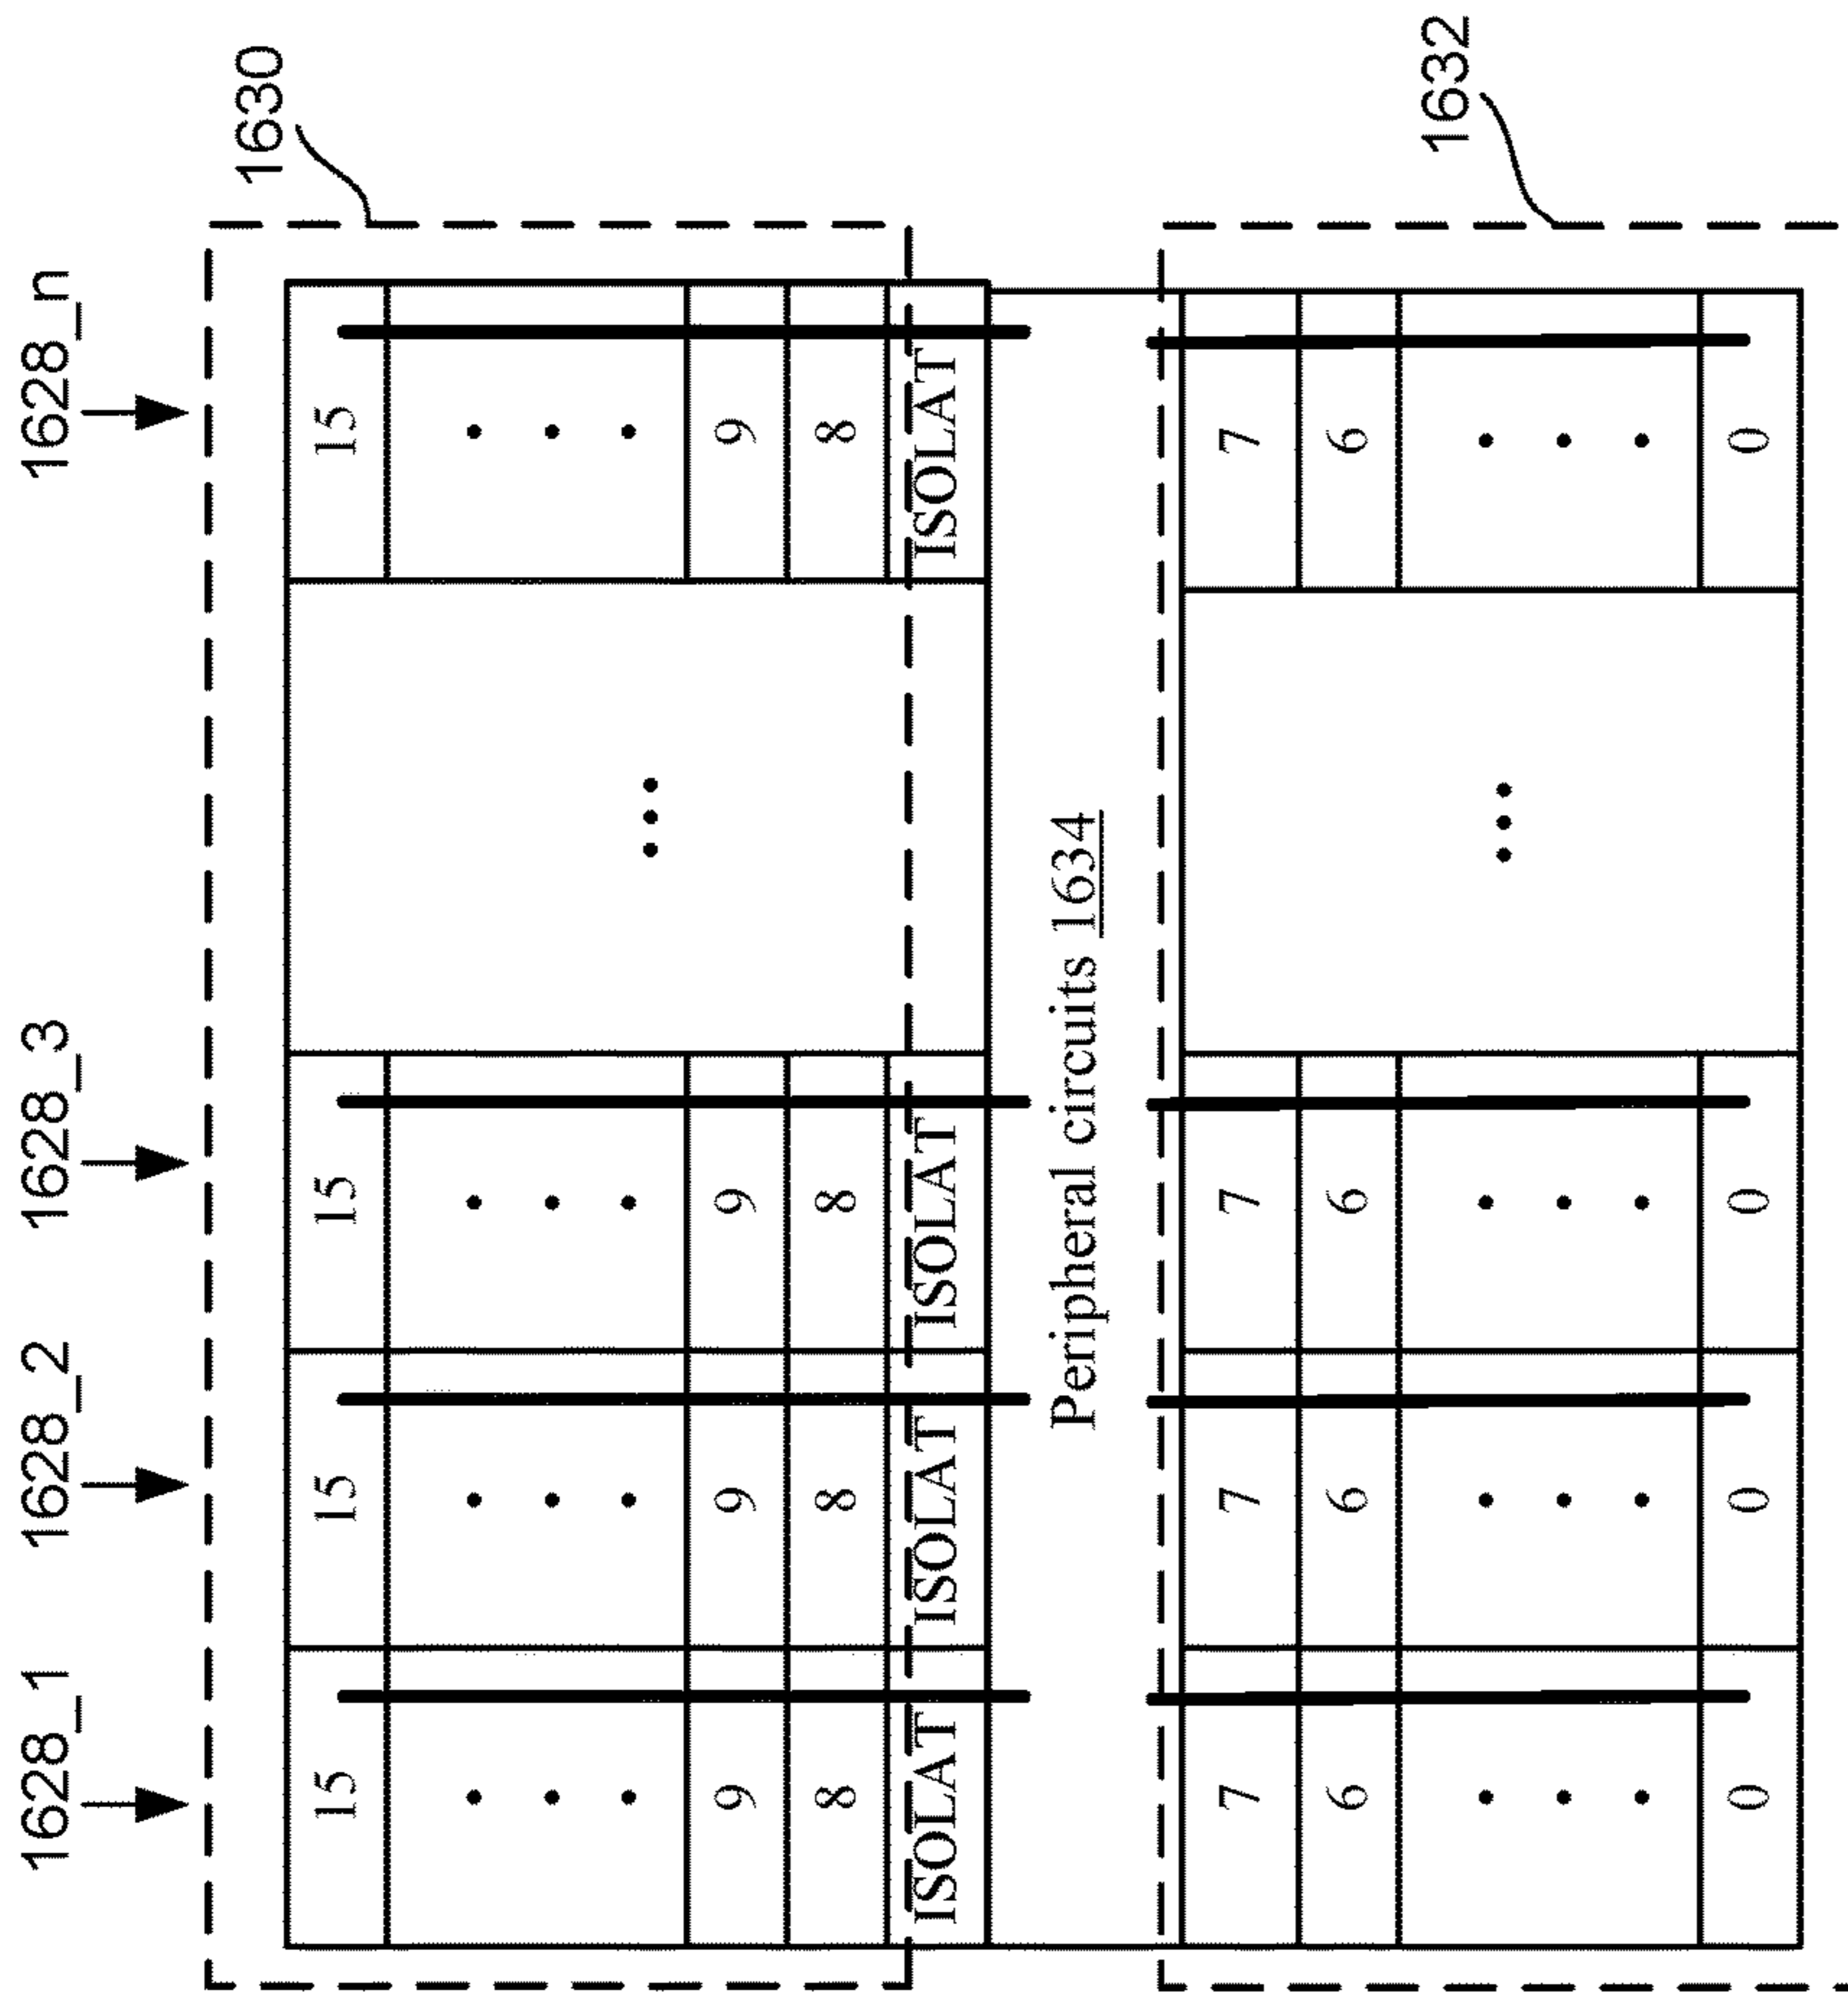 1628_1 1628_2 1628_3 1628_n
1630
15 15 15 15
9 9 9 9
8 8 8 8
ISOLAT ISOLAT ISOLAT ISOLAT
Peripheral circuits 1634
7 7 7 7
6 6 6 6
1632
0 0 0 0